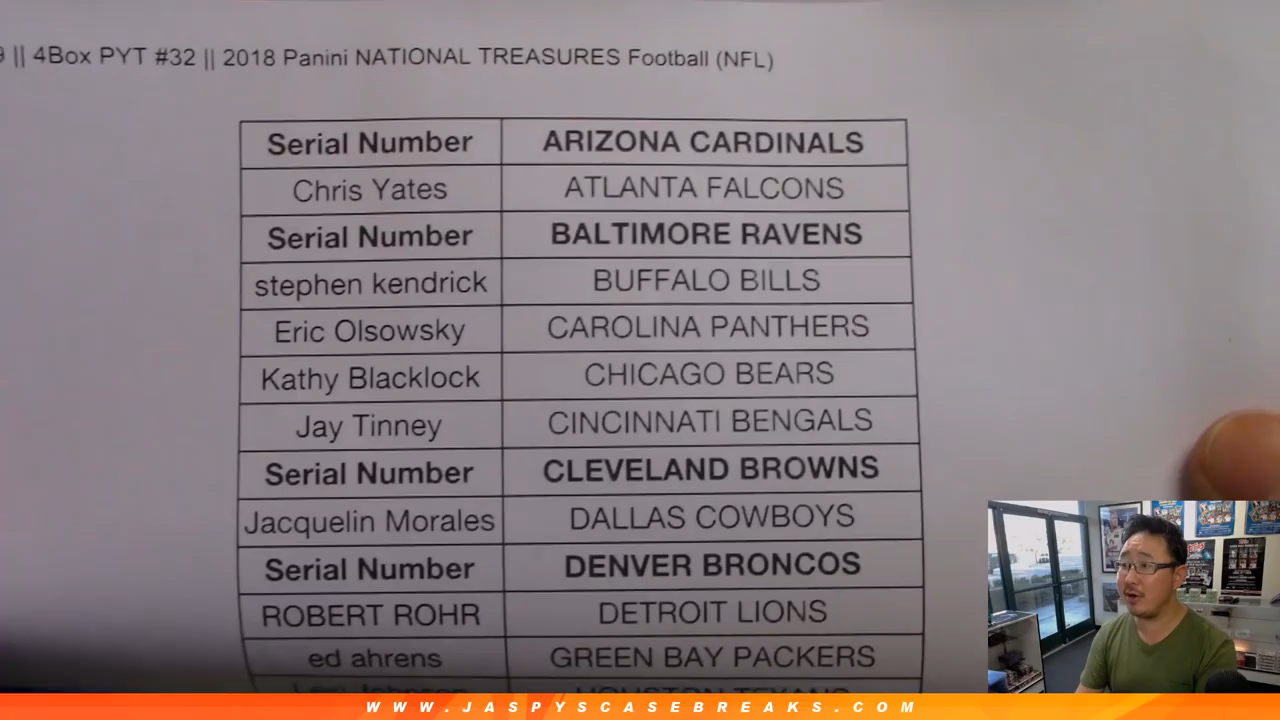 9 || 4Box PYT #32 || 2018 Panini NATIONAL TREASURES Football (NFL)
Serial Number ARIZONA CARDINALS
Chris Yates ATLANTA FALCONS
Serial Number BALTIMORE RAVENS
stephen kendrick BUFFALO BILLS
Eric Olsowsky CAROLINA PANTHERS
Kathy Blacklock CHICAGO BEARS
Jay Tinney CINCINNATI BENGALS
Serial Number CLEVELAND BROWNS
Jacquelin Morales DALLAS COWBOYS
Serial Number DENVER BRONCOS
ROBERT ROHR DETROIT LIONS
ed ahrens GREEN BAY PACKERS
HOUSTON TEXANS
WWW.JASPYSCASEBREAKS.COM